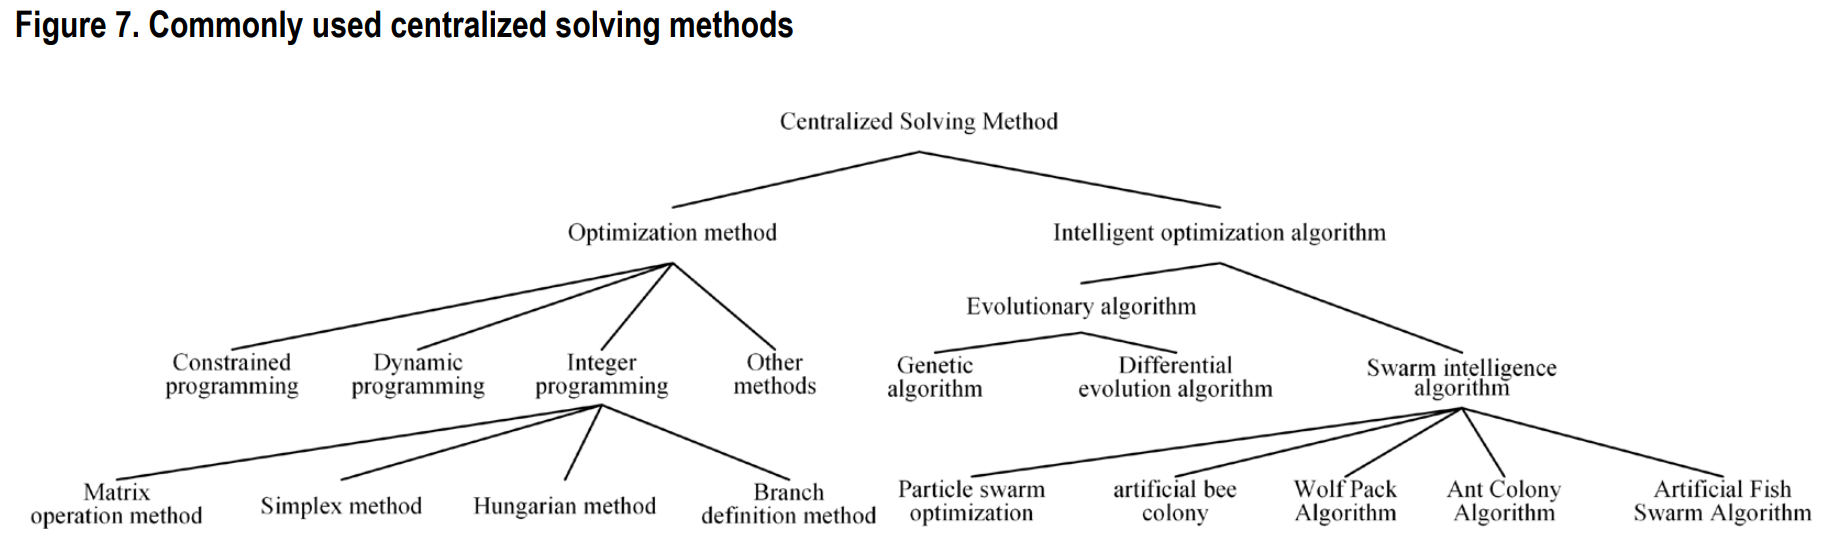 Figure 7. Commonly used centralized solving methods
Centralized Solving Method
Optimization method
Intelligent optimization algorithm
Evolutionary algorithm
Constrained
programming
Dynamic
programming
Integer
programming
Other
methods
Genetic
algorithm
Differential
evolution algorithm
Swarm intelligence
algorithm
Matrix
operation method
Simplex method
Hungarian method
Branch
definition method
Particle swarm
optimization
artificial bee
colony
Wolf Pack
Algorithm
Ant Colony
Algorithm
Artificial Fish
Swarm Algorithm